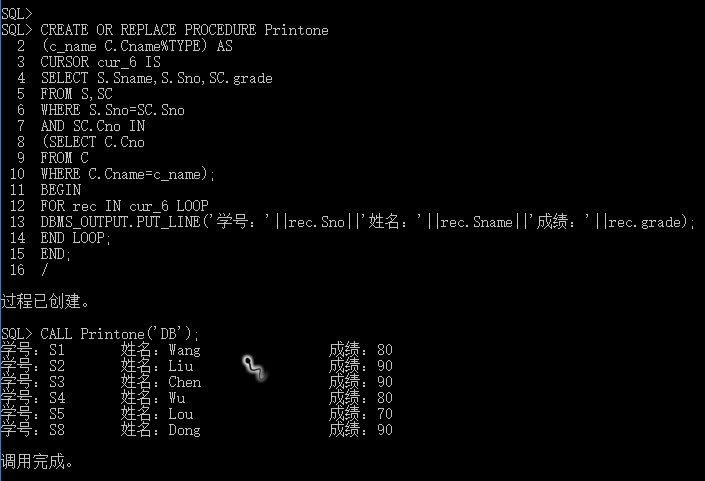 SQL>
SQL> CREATE OR REPLACE PROCEDURE Printone
2 (c_name C.Cname%TYPE) AS
3 CURSOR cur_6 IS
4 SELECT S.Sname,S.Sno,SC.grade
5 FROM S,SC
6 WHERE S.Sno=SC.Sno
7 AND SC.Cno IN
8 (SELECT C.Cno
9 FROM C
10 WHERE C.Cname=c_name);
11 BEGIN
12 FOR rec IN cur_6 LOOP
13 DBMS_OUTPUT.PUT_LINE('学号：'||rec.Sno||'姓名：'||rec.Sname||'成绩：'||rec.grade);
14 END LOOP;
15 END;
16 /
过程已创建。
SQL> CALL Printone('DB');
学号：S1 姓名：Wang 成绩：80
学号：S2 姓名：Liu 成绩：90
学号：S3 姓名：Chen 成绩：90
学号：S4 姓名：Wu 成绩：80
学号：S5 姓名：Lou 成绩：70
学号：S8 姓名：Dong 成绩：90
调用完成。